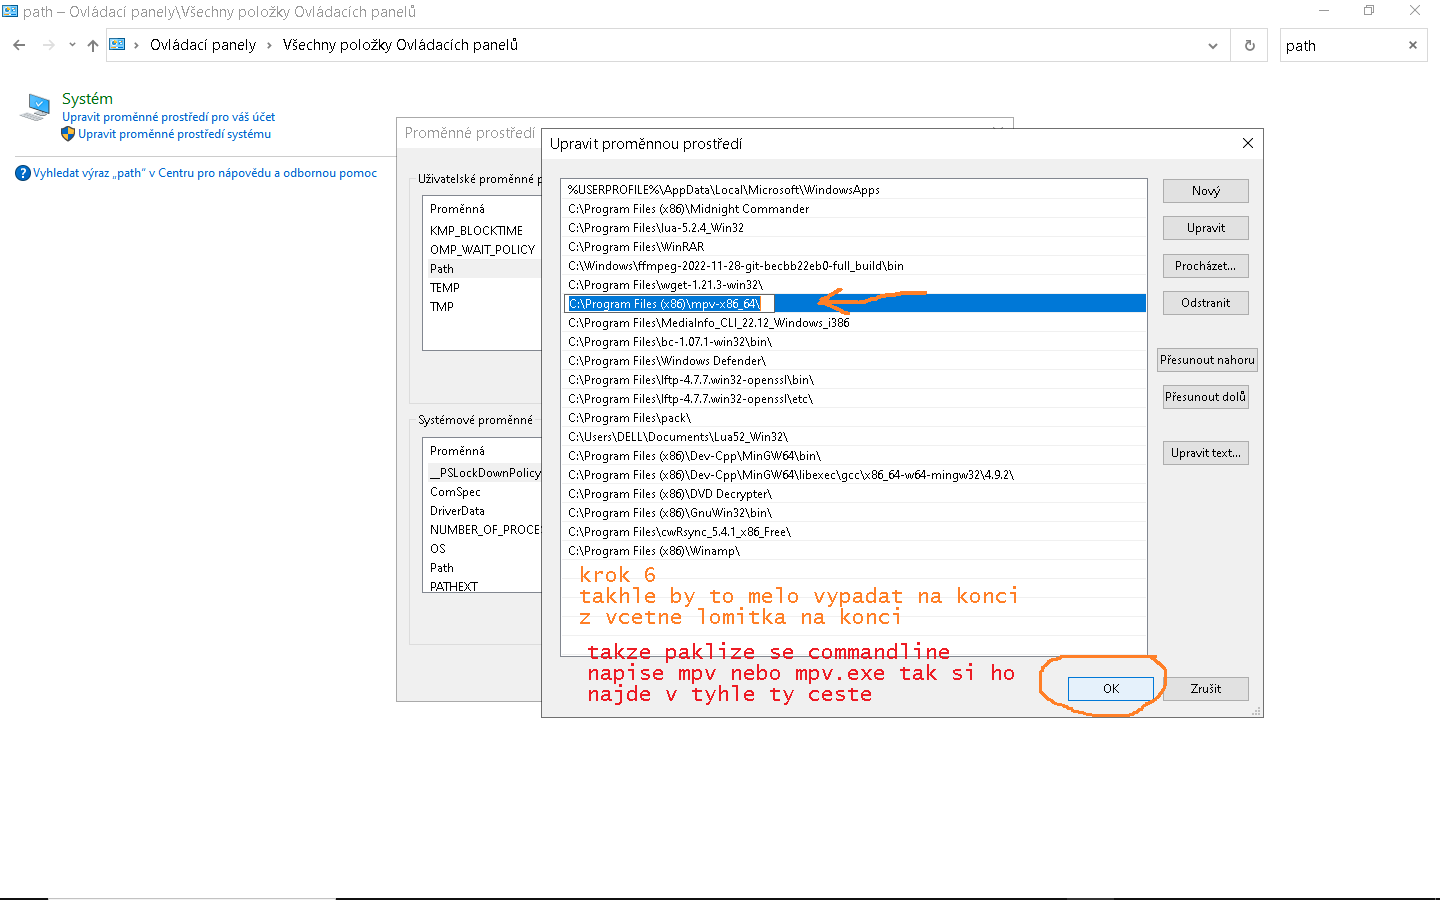 path – Ovládací panely\Všechny položky Ovládacích panelů
Ovládací panely › Všechny položky Ovládacích panelů
path
Systém
Upravit proměnné prostředí pro váš účet
Upravit proměnné prostředí systému
Vyhledat výraz „path“ v Centru pro nápovědu a odbornou pomoc
Proměnné prostředí
Uživatelské proměnné p
Proměnná
KMP_BLOCKTIME
OMP_WAIT_POLICY
Path
TEMP
TMP
Systémové proměnné
Proměnná
__PSLockDownPolicy
ComSpec
DriverData
NUMBER_OF_PROCE
OS
Path
PATHEXT
Upravit proměnnou prostředí
%USERPROFILE%\AppData\Local\Microsoft\WindowsApps
C:\Program Files (x86)\Midnight Commander
C:\Program Files\lua-5.2.4_Win32
C:\Program Files\WinRAR
C:\Windows\ffmpeg-2022-11-28-git-becbb22eb0-full_build\bin
C:\Program Files\wget-1.21.3-win32\
C:\Program Files (x86)\mpv-x86_64\
C:\Program Files\MediaInfo_CLI_22.12_Windows_i386
C:\Program Files\bc-1.07.1-win32\bin\
C:\Program Files\Windows Defender\
C:\Program Files\lftp-4.7.7.win32-openssl\bin\
C:\Program Files\lftp-4.7.7.win32-openssl\etc\
C:\Program Files\pack\
C:\Users\DELL\Documents\Lua52_Win32\
C:\Program Files (x86)\Dev-Cpp\MinGW64\bin\
C:\Program Files (x86)\Dev-Cpp\MinGW64\libexec\gcc\x86_64-w64-mingw32\4.9.2\
C:\Program Files (x86)\DVD Decrypter\
C:\Program Files (x86)\GnuWin32\bin\
C:\Program Files\cwRsync_5.4.1_x86_Free\
C:\Program Files (x86)\Winamp\
krok 6
takhle by to melo vypadat na konci
z vcetne lomitka na konci
takze paklize se commandline
napise mpv nebo mpv.exe tak si ho
najde v tyhle ty ceste
Nový
Upravit
Procházet...
Odstranit
Přesunout nahoru
Přesunout dolů
Upravit text...
OK
Zrušit